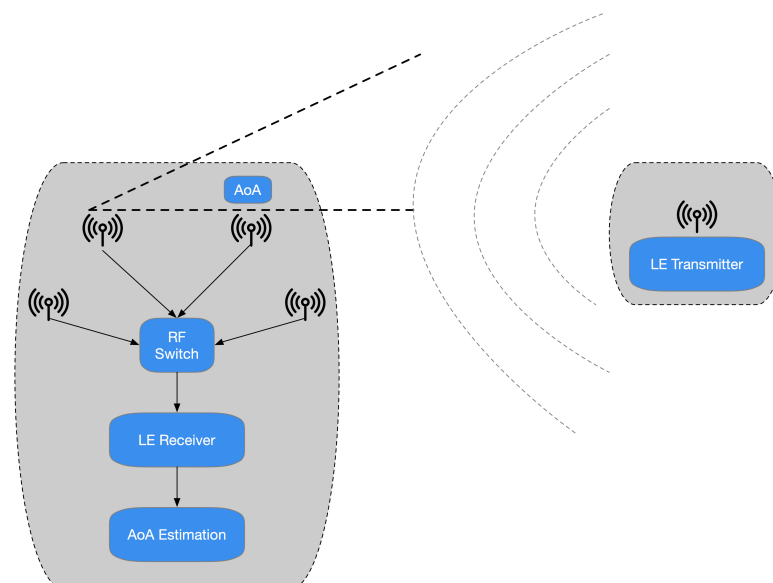 AoA
LE Transmitter
RF
Switch
LE Receiver
AoA Estimation